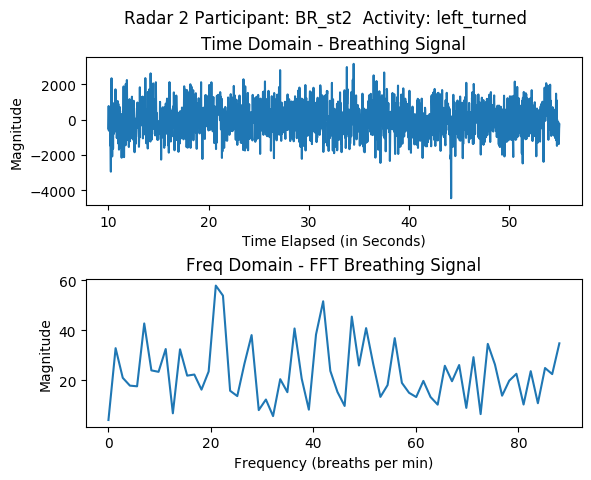 Radar 2 Participant: BR_st2  Activity: left_turned
Time Domain - Breathing Signal
Magnitude
2000
0
−2000
−4000
10 20 30 40 50
Time Elapsed (in Seconds)
Freq Domain - FFT Breathing Signal
Magnitude
60
40
20
0 20 40 60 80
Frequency (breaths per min)